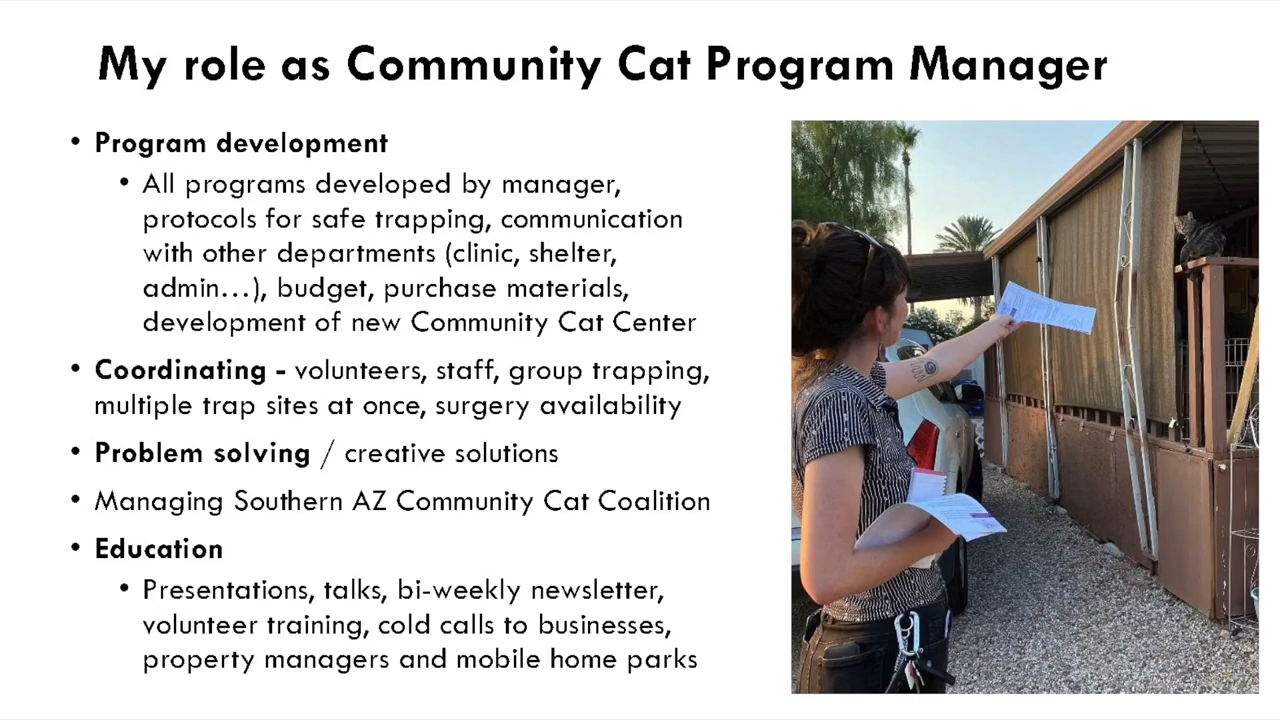 My role as Community Cat Program Manager
• Program development
• All programs developed by manager,
protocols for safe trapping, communication
with other departments (clinic, shelter,
admin...), budget, purchase materials,
development of new Community Cat Center
• Coordinating - volunteers, staff, group trapping,
multiple trap sites at once, surgery availability
• Problem solving / creative solutions
• Managing Southern AZ Community Cat Coalition
• Education
• Presentations, talks, bi-weekly newsletter,
volunteer training, cold calls to businesses,
property managers and mobile home parks